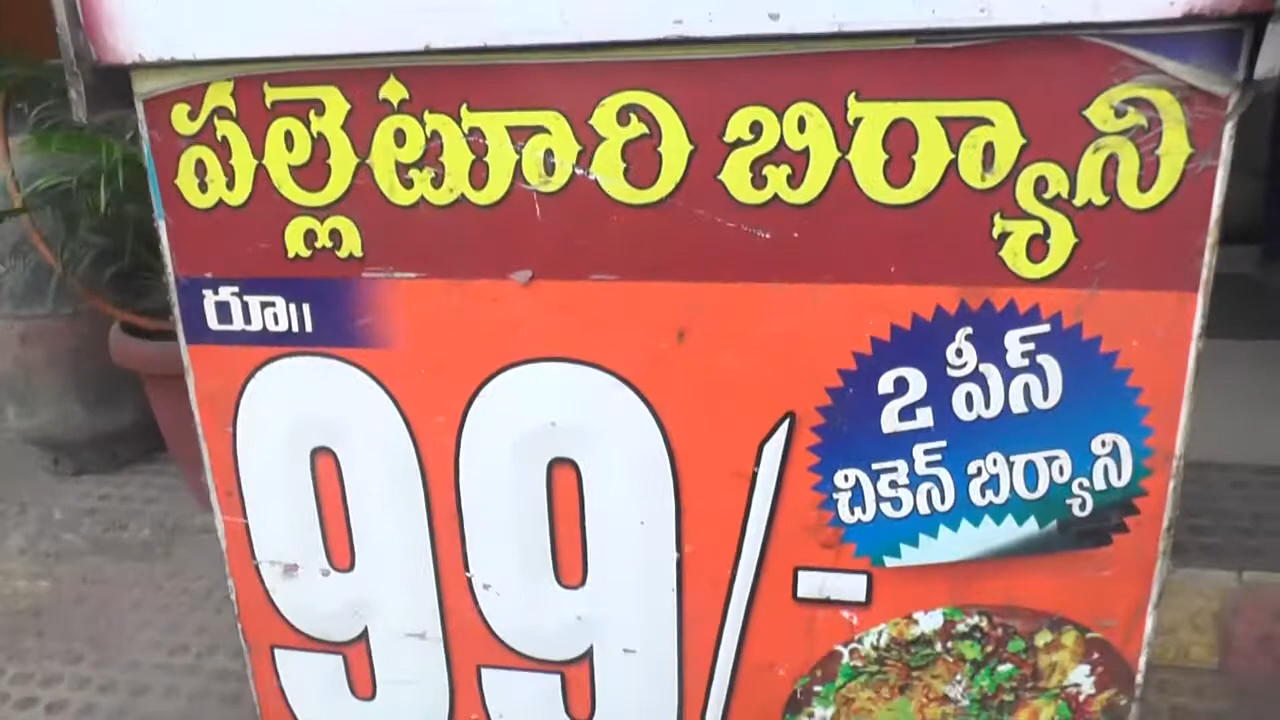 పల్లెటూరి బిర్యాని
రూ॥
99/-
2 పీస్
చికెన్ బిర్యాని